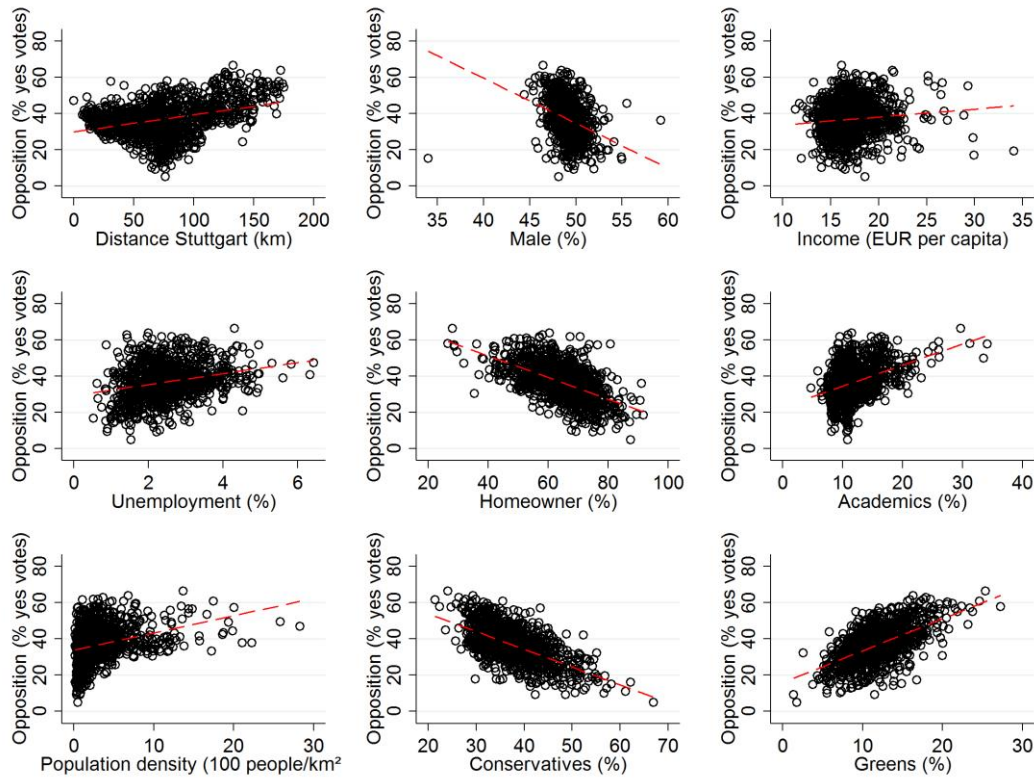 Opposition (% yes votes)
80
60
40
20
0
0 50 100 150 200
Distance Stuttgart (km)
Opposition (% yes votes)
80
60
40
20
0
35 40 45 50 55 60
Male (%)
Opposition (% yes votes)
80
60
40
20
0
10 15 20 25 30 35
Income (EUR per capita)
Opposition (% yes votes)
80
60
40
20
0
0 2 4 6
Unemployment (%)
Opposition (% yes votes)
80
60
40
20
0
20 40 60 80 100
Homeowner (%)
Opposition (% yes votes)
80
60
40
20
0
0 10 20 30 40
Academics (%)
Opposition (% yes votes)
80
60
40
20
0
0 10 20 30
Population density (100 people/km²
Opposition (% yes votes)
80
60
40
20
0
20 30 40 50 60 70
Conservatives (%)
Opposition (% yes votes)
80
60
40
20
0
0 10 20 30
Greens (%)